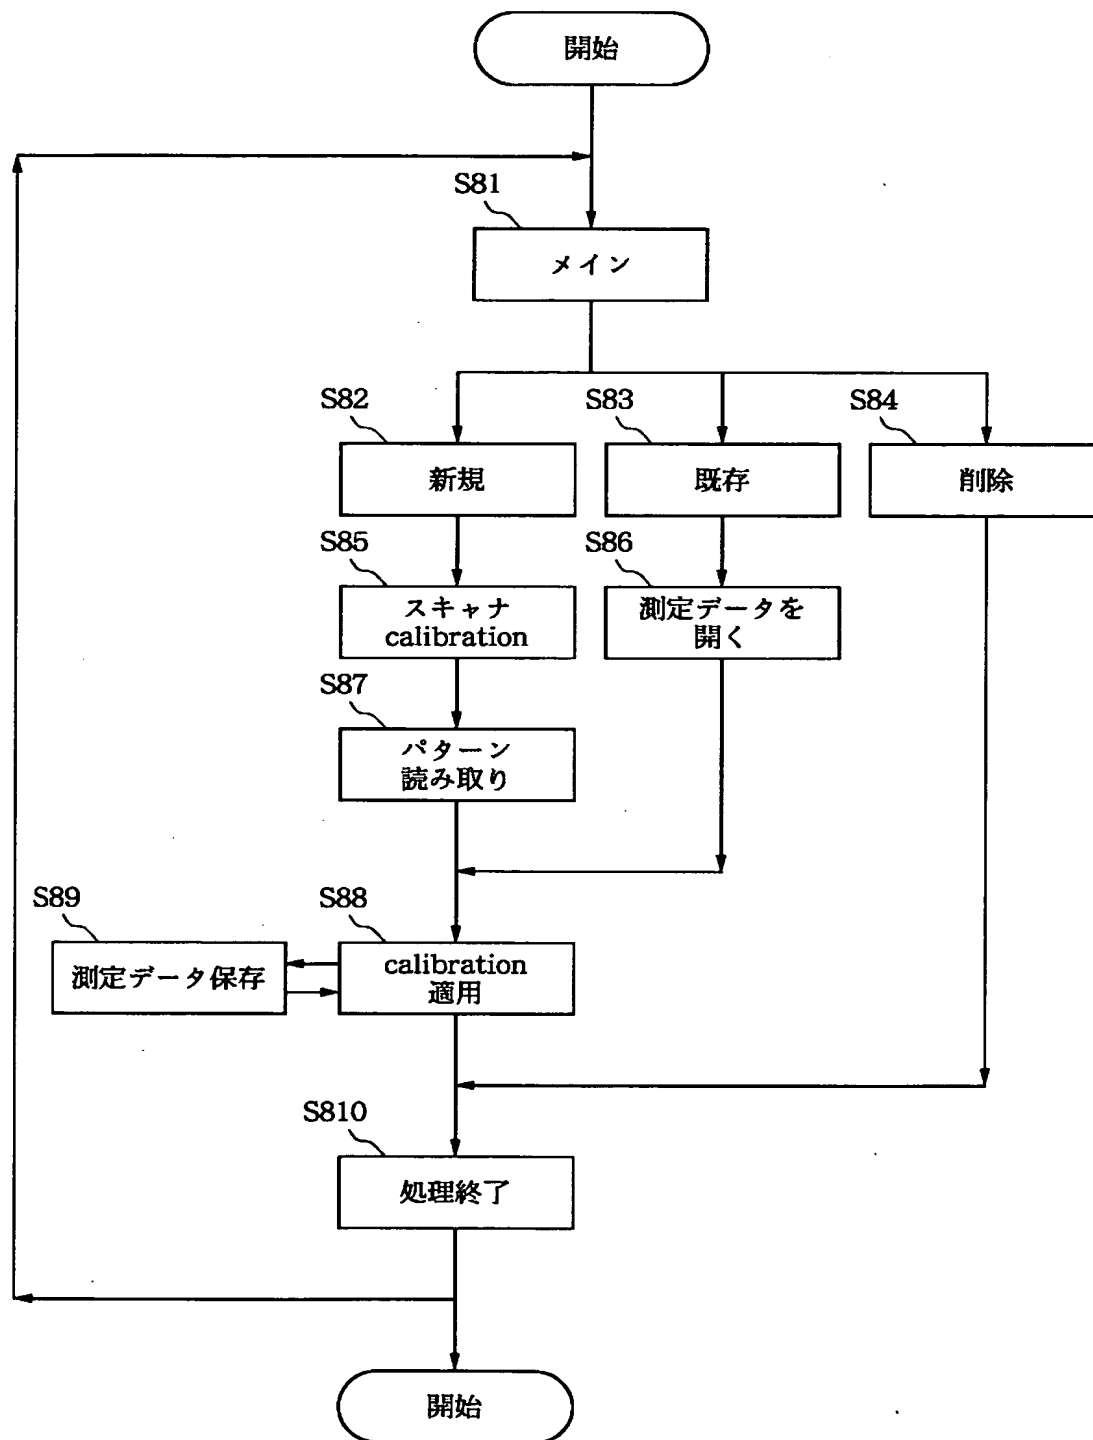 開始
S81
メイン
S82
新規
S83
既存
S84
削除
S85
スキャナ
calibration
S86
測定データを
開く
S87
パターン
読み取り
S88
calibration
適用
S89
測定データ保存
S810
処理終了
開始